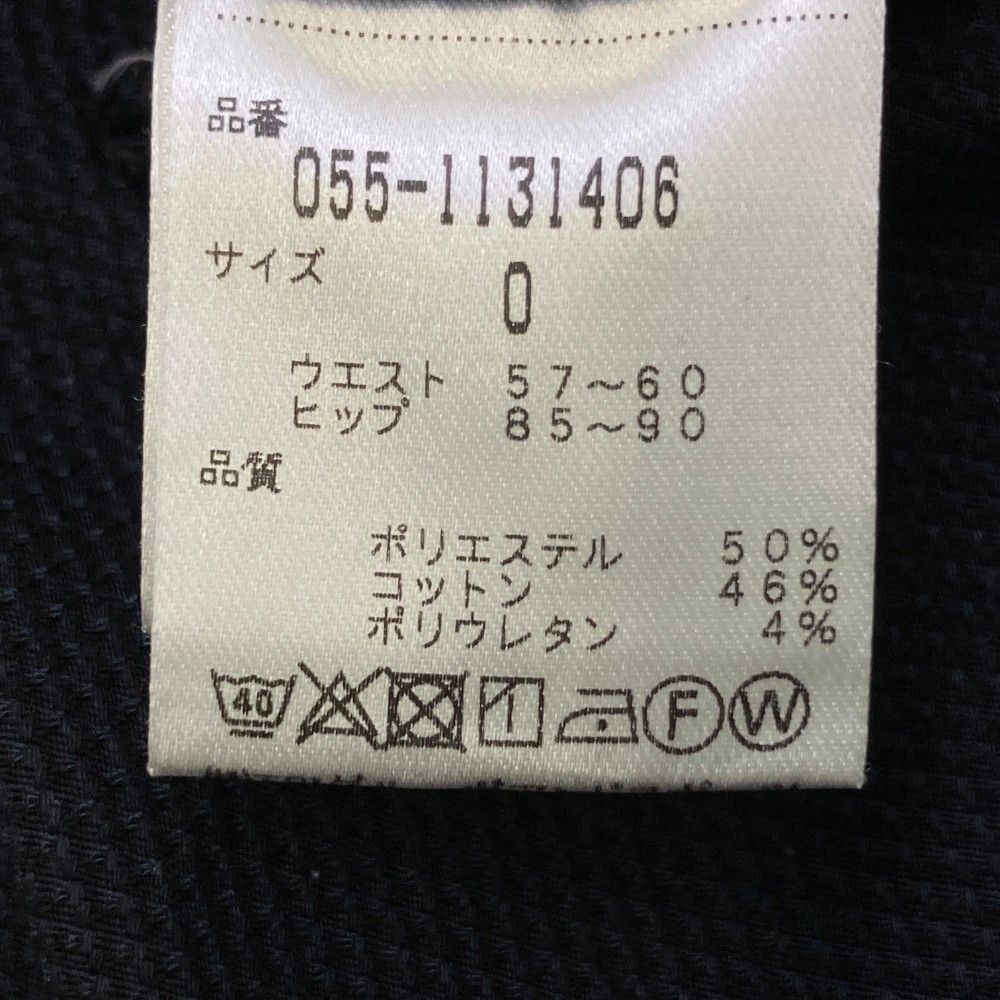 品番
055-1131406
サイズ
0
ウエスト 57〜60
ヒップ 85〜90
品質
ポリエステル 50%
コットン 46%
ポリウレタン 4%
40 F W